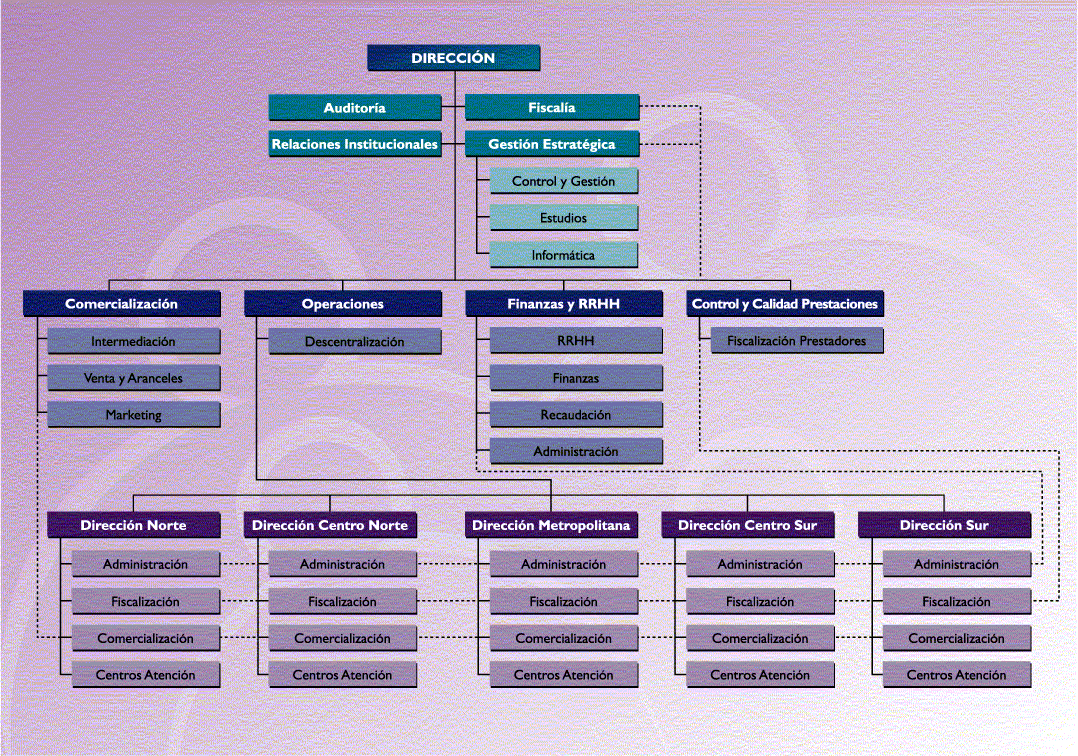 DIRECCIÓN
Auditoría
Fiscalía
Relaciones Institucionales
Gestión Estratégica
Control y Gestión
Estudios
Informática
Comercialización
Operaciones
Finanzas y RRHH
Control y Calidad Prestaciones
Intermediación
Descentralización
RRHH
Fiscalización Prestadores
Venta y Aranceles
Finanzas
Marketing
Recaudación
Administración
Dirección Norte
Dirección Centro Norte
Dirección Metropolitana
Dirección Centro Sur
Dirección Sur
Administración
Administración
Administración
Administración
Administración
Fiscalización
Fiscalización
Fiscalización
Fiscalización
Fiscalización
Comercialización
Comercialización
Comercialización
Comercialización
Comercialización
Centros Atención
Centros Atención
Centros Atención
Centros Atención
Centros Atención